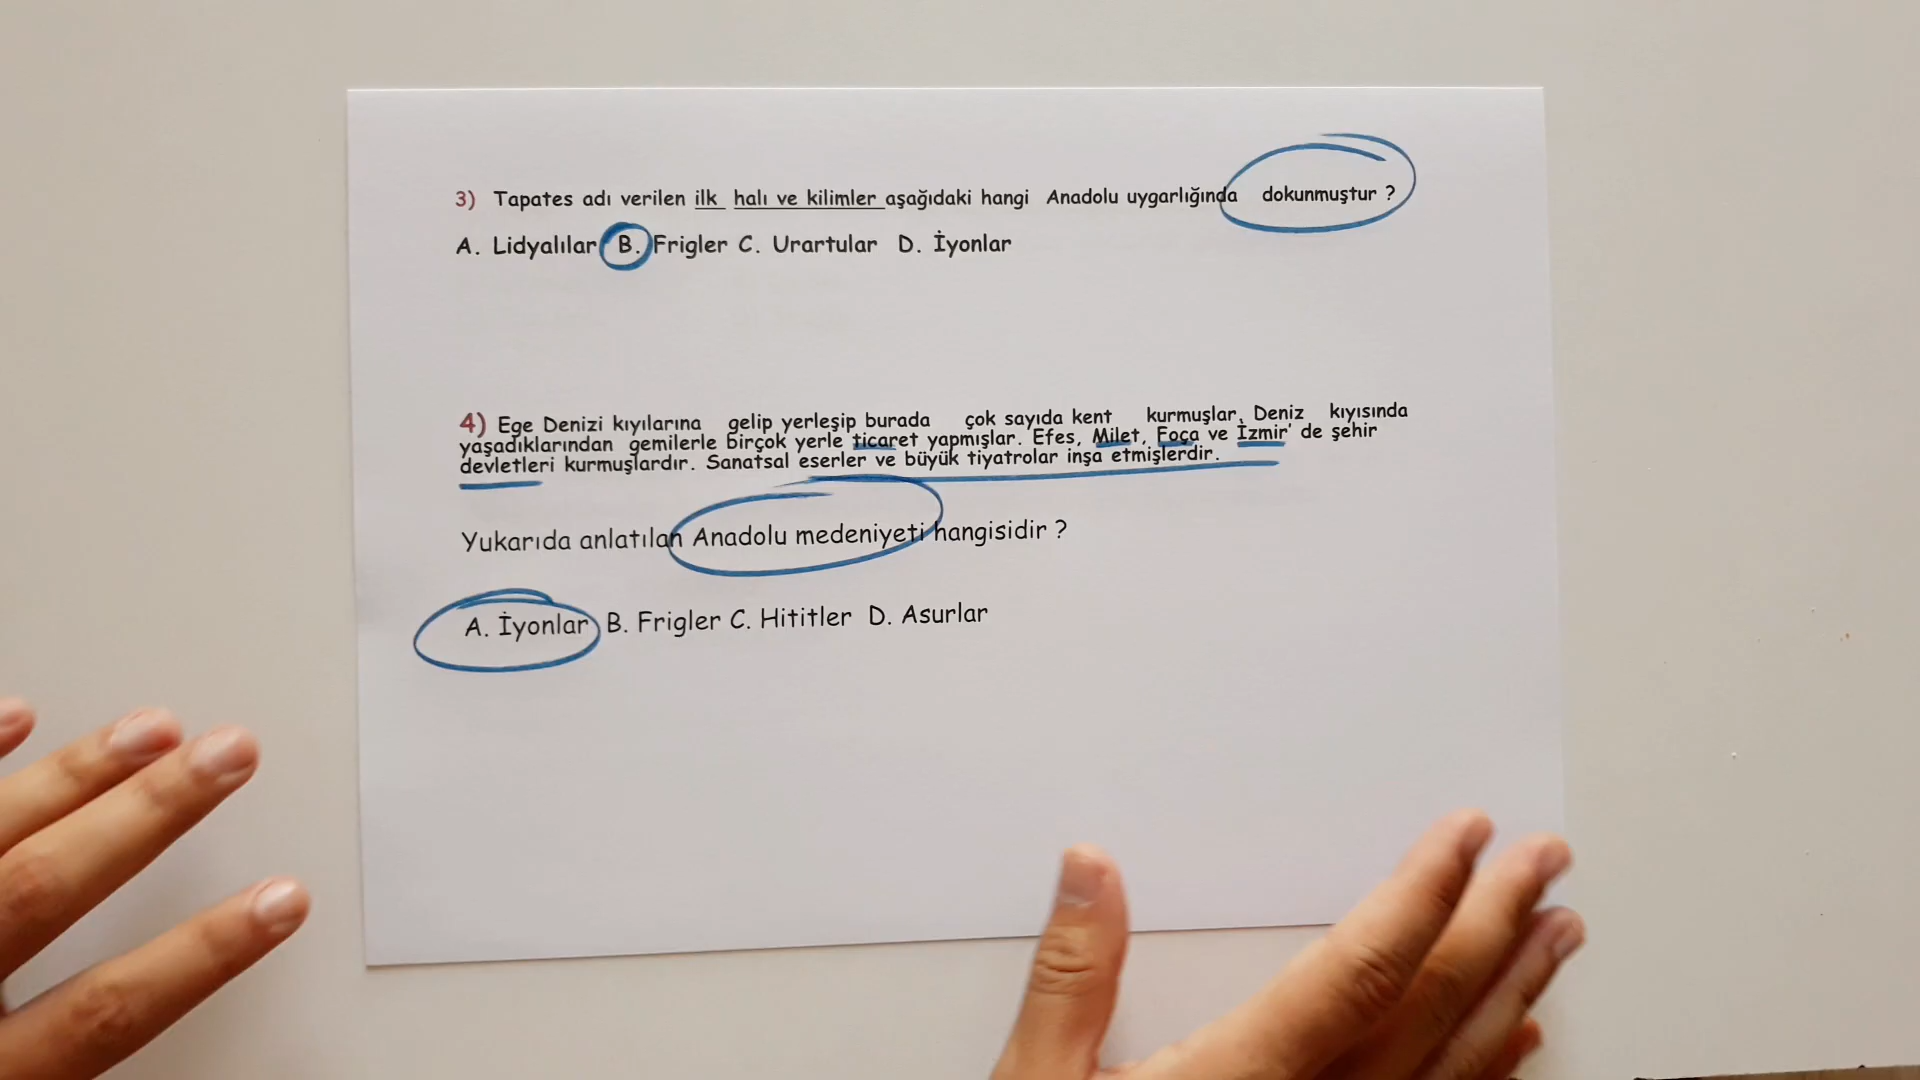 3) Tapates adı verilen ilk halı ve kilimler aşağıdaki hangi Anadolu uygarlığında dokunmuştur ?
A. Lidyalılar B. Frigler C. Urartular D. İyonlar
4) Ege Denizi kıyılarına gelip yerleşip burada çok sayıda kent kurmuşlar. Deniz kıyısında
yaşadıklarından gemilerle birçok yerle ticaret yapmışlar. Efes, Milet, Foça ve İzmir' de şehir
devletleri kurmuşlardır. Sanatsal eserler ve büyük tiyatrolar inşa etmişlerdir.
Yukarıda anlatılan Anadolu medeniyeti hangisidir ?
A. İyonlar B. Frigler C. Hititler D. Asurlar